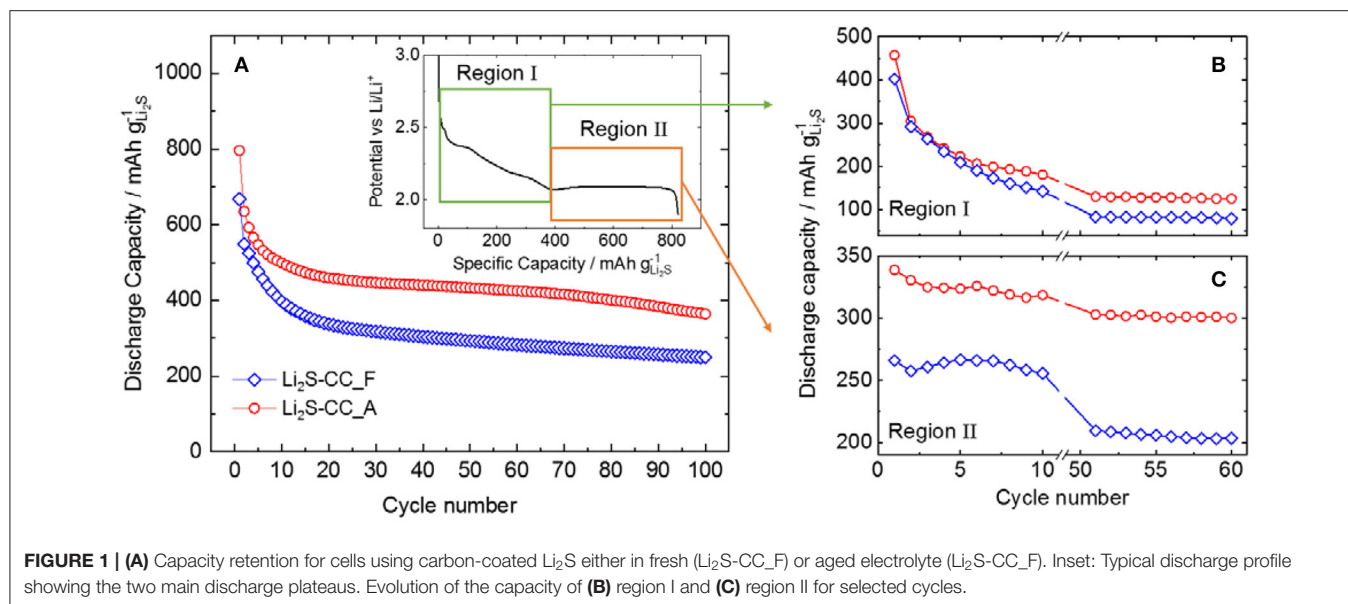 A
1000
800
600
400
200
0
Discharge Capacity / mAh g⁻¹Li₂S
0 10 20 30 40 50 60 70 80 90 100
Cycle number
Li₂S-CC_F
Li₂S-CC_A
3.0
2.5
2.0
Potential vs Li/Li⁺
Region I
Region II
0 200 400 600 800
Specific Capacity / mAh g⁻¹Li₂S
B
500
400
300
200
100
Region I
C
350
300
250
200
Region II
Discharge capacity / mAh g⁻¹Li₂S
0 5 10 50 55 60
Cycle number
FIGURE 1 | (A) Capacity retention for cells using carbon-coated Li₂S either in fresh (Li₂S-CC_F) or aged electrolyte (Li₂S-CC_F). Inset: Typical discharge profile
showing the two main discharge plateaus. Evolution of the capacity of (B) region I and (C) region II for selected cycles.